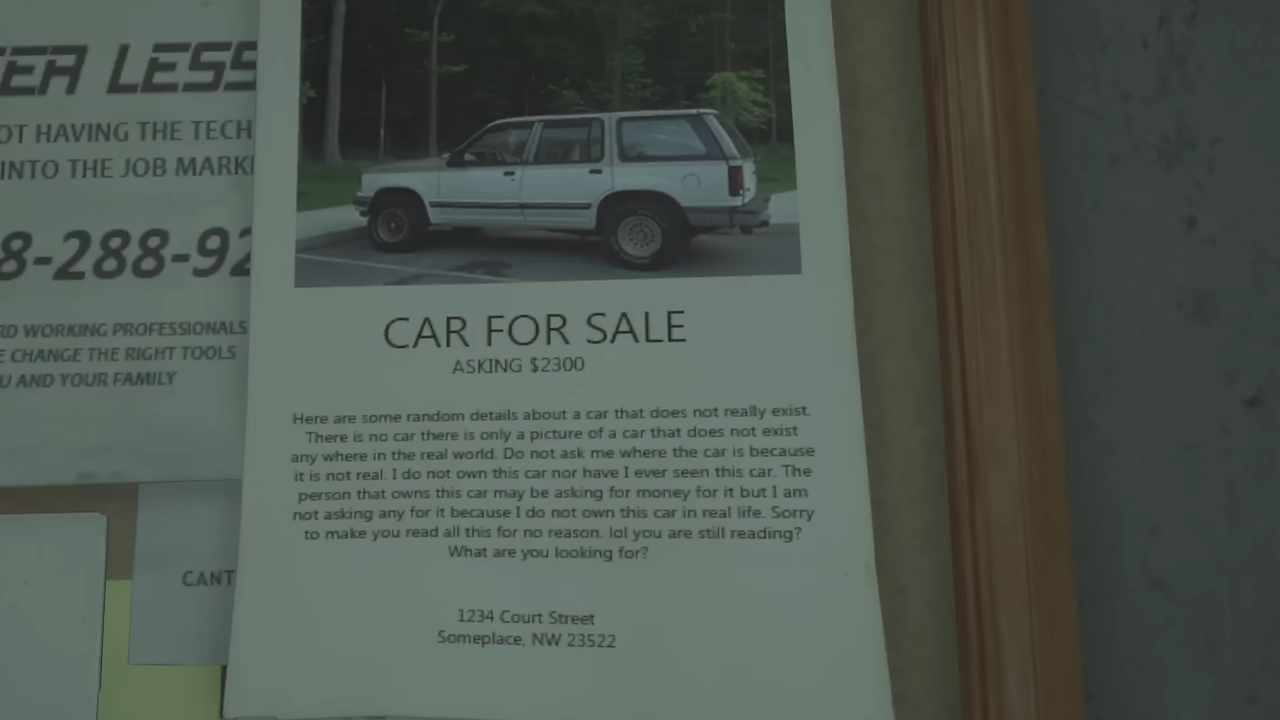 LESS
HAVING THE TECH
INTO THE JOB
8-288-92
WORKING PROFESSIONALS
CHANGE THE RIGHT TOOLS
AND YOUR FAMILY
CANT
CAR FOR SALE
ASKING $2300
Here are some random details about a car that does not really exist.
There is no car there is only a picture of a car that does not exist
any where in the real world. Do not ask me where the car is because
it is not real. I do not own this car nor have I ever seen this car. The
person that owns this car may be asking for money for it but I am
not asking any for it because I do not own this car in real life. Sorry
to make you read all this for no reason. lol you are still reading?
What are you looking for?
1234 Court Street
Someplace, NW 23522